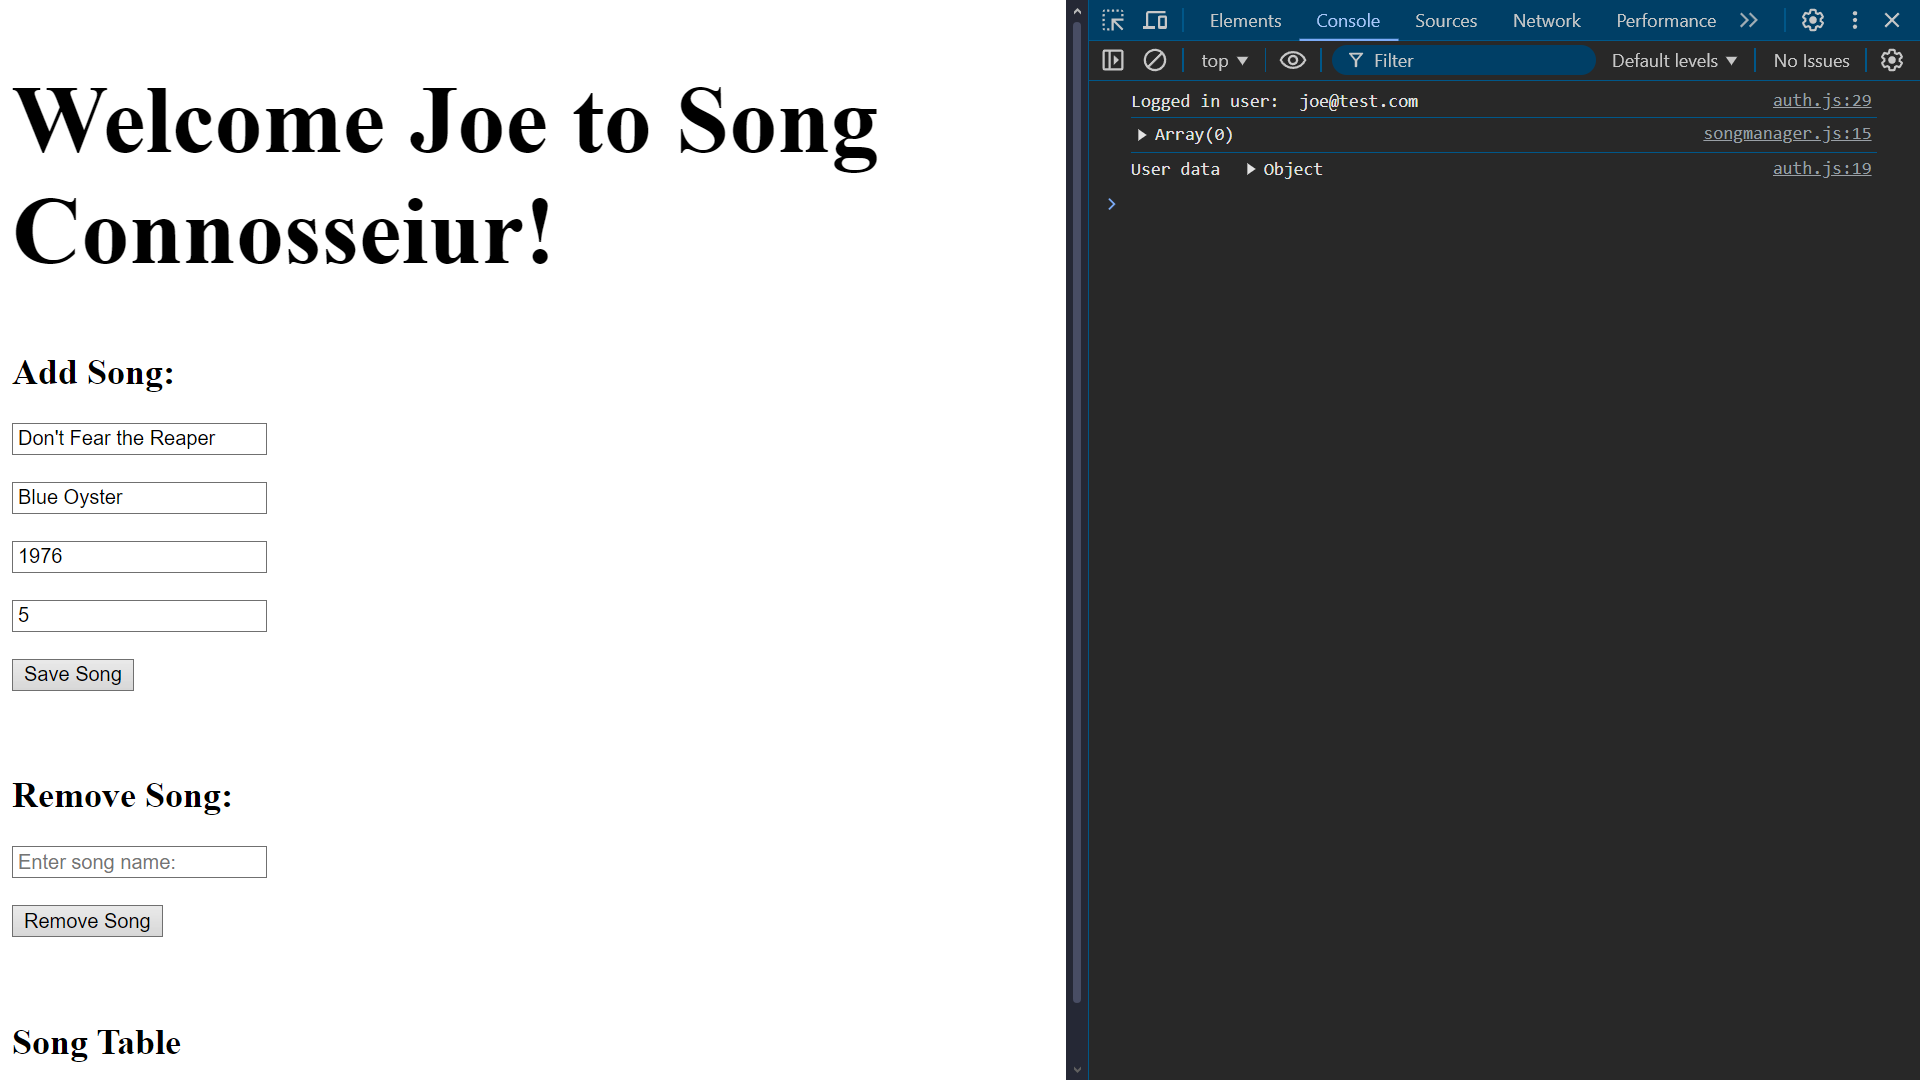 Welcome Joe to Song
Connosseiur!
Add Song:
Don't Fear the Reaper
Blue Oyster
1976
5
Save Song
Remove Song:
Enter song name:
Remove Song
Song Table
Elements Console Sources Network Performance
top Filter Default levels No Issues
Logged in user: joe@test.com auth.js:29
Array(0) songmanager.js:15
User data Object auth.js:19